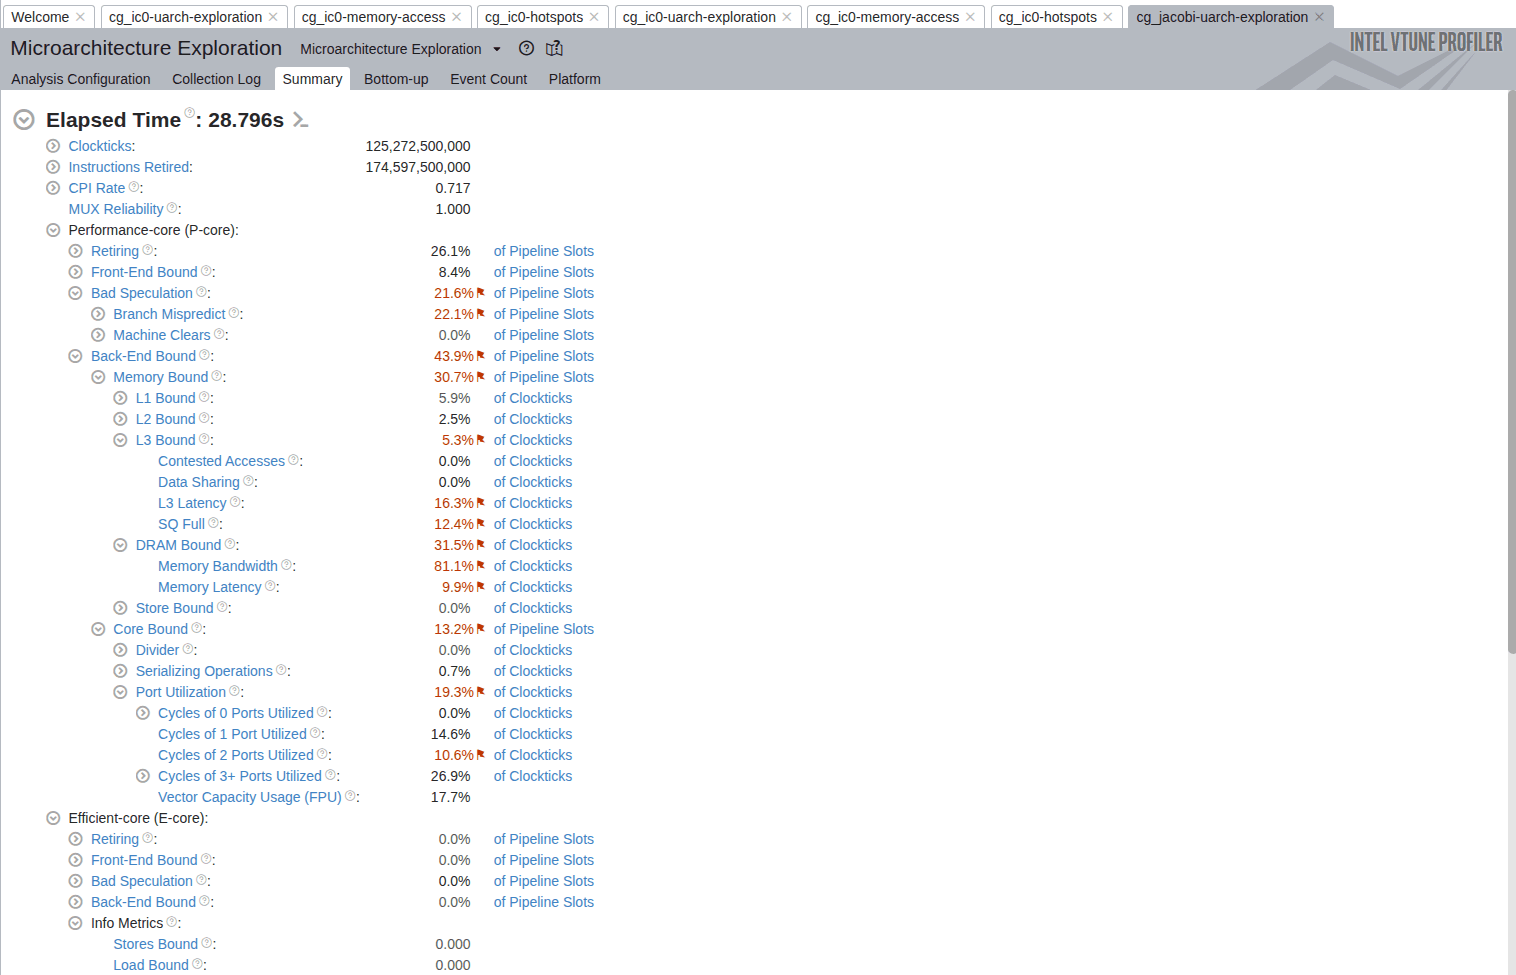 Welcome cg_ic0-uarch-exploration cg_ic0-memory-access cg_ic0-hotspots cg_ic0-uarch-exploration cg_ic0-memory-access cg_ic0-hotspots cg_jacobi-uarch-exploration
Microarchitecture Exploration Microarchitecture Exploration INTEL VTUNE PROFILER
Analysis Configuration Collection Log Summary Bottom-up Event Count Platform
Elapsed Time: 28.796s
Clockticks: 125,272,500,000
Instructions Retired: 174,597,500,000
CPI Rate: 0.717
MUX Reliability: 1.000
Performance-core (P-core):
Retiring: 26.1% of Pipeline Slots
Front-End Bound: 8.4% of Pipeline Slots
Bad Speculation: 21.6% of Pipeline Slots
Branch Mispredict: 22.1% of Pipeline Slots
Machine Clears: 0.0% of Pipeline Slots
Back-End Bound: 43.9% of Pipeline Slots
Memory Bound: 30.7% of Pipeline Slots
L1 Bound: 5.9% of Clockticks
L2 Bound: 2.5% of Clockticks
L3 Bound: 5.3% of Clockticks
Contested Accesses: 0.0% of Clockticks
Data Sharing: 0.0% of Clockticks
L3 Latency: 16.3% of Clockticks
SQ Full: 12.4% of Clockticks
DRAM Bound: 31.5% of Clockticks
Memory Bandwidth: 81.1% of Clockticks
Memory Latency: 9.9% of Clockticks
Store Bound: 0.0% of Clockticks
Core Bound: 13.2% of Pipeline Slots
Divider: 0.0% of Clockticks
Serializing Operations: 0.7% of Clockticks
Port Utilization: 19.3% of Clockticks
Cycles of 0 Ports Utilized: 0.0% of Clockticks
Cycles of 1 Port Utilized: 14.6% of Clockticks
Cycles of 2 Ports Utilized: 10.6% of Clockticks
Cycles of 3+ Ports Utilized: 26.9% of Clockticks
Vector Capacity Usage (FPU): 17.7%
Efficient-core (E-core):
Retiring: 0.0% of Pipeline Slots
Front-End Bound: 0.0% of Pipeline Slots
Bad Speculation: 0.0% of Pipeline Slots
Back-End Bound: 0.0% of Pipeline Slots
Info Metrics:
Stores Bound: 0.000
Load Bound: 0.000